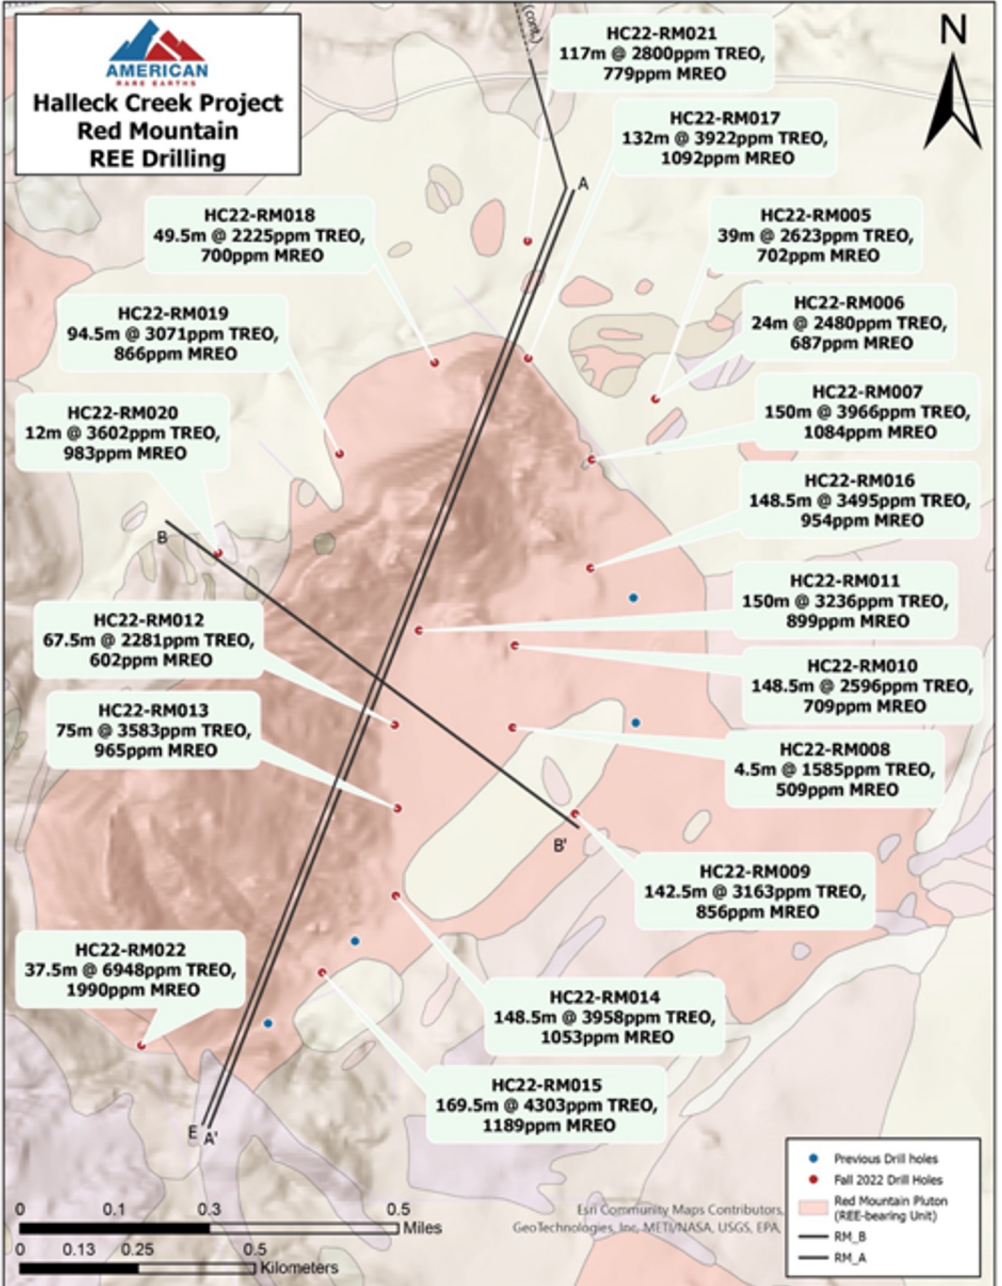 (cont.)
AMERICAN
RARE EARTHS
Halleck Creek Project
Red Mountain
REE Drilling
N
HC22-RM021
117m @ 2800ppm TREO,
779ppm MREO
HC22-RM017
132m @ 3922ppm TREO,
1092ppm MREO
A
HC22-RM018
49.5m @ 2225ppm TREO,
700ppm MREO
HC22-RM005
39m @ 2623ppm TREO,
702ppm MREO
HC22-RM019
94.5m @ 3071ppm TREO,
866ppm MREO
HC22-RM006
24m @ 2480ppm TREO,
687ppm MREO
HC22-RM020
12m @ 3602ppm TREO,
983ppm MREO
HC22-RM007
150m @ 3966ppm TREO,
1084ppm MREO
HC22-RM016
148.5m @ 3495ppm TREO,
954ppm MREO
B
HC22-RM011
150m @ 3236ppm TREO,
899ppm MREO
HC22-RM012
67.5m @ 2281ppm TREO,
602ppm MREO
HC22-RM010
148.5m @ 2596ppm TREO,
709ppm MREO
HC22-RM013
75m @ 3583ppm TREO,
965ppm MREO
HC22-RM008
4.5m @ 1585ppm TREO,
509ppm MREO
B'
HC22-RM009
142.5m @ 3163ppm TREO,
856ppm MREO
HC22-RM022
37.5m @ 6948ppm TREO,
1990ppm MREO
HC22-RM014
148.5m @ 3958ppm TREO,
1053ppm MREO
HC22-RM015
169.5m @ 4303ppm TREO,
1189ppm MREO
E A'
Previous Drill holes
Fall 2022 Drill Holes
Red Mountain Pluton
(REE-bearing Unit)
RM_B
RM_A
0 0.1 0.3 0.5
Miles
0 0.13 0.25 0.5
Kilometers
Esri Community Maps Contributors,
GeoTechnologies, Inc, METI/NASA, USGS, EPA,